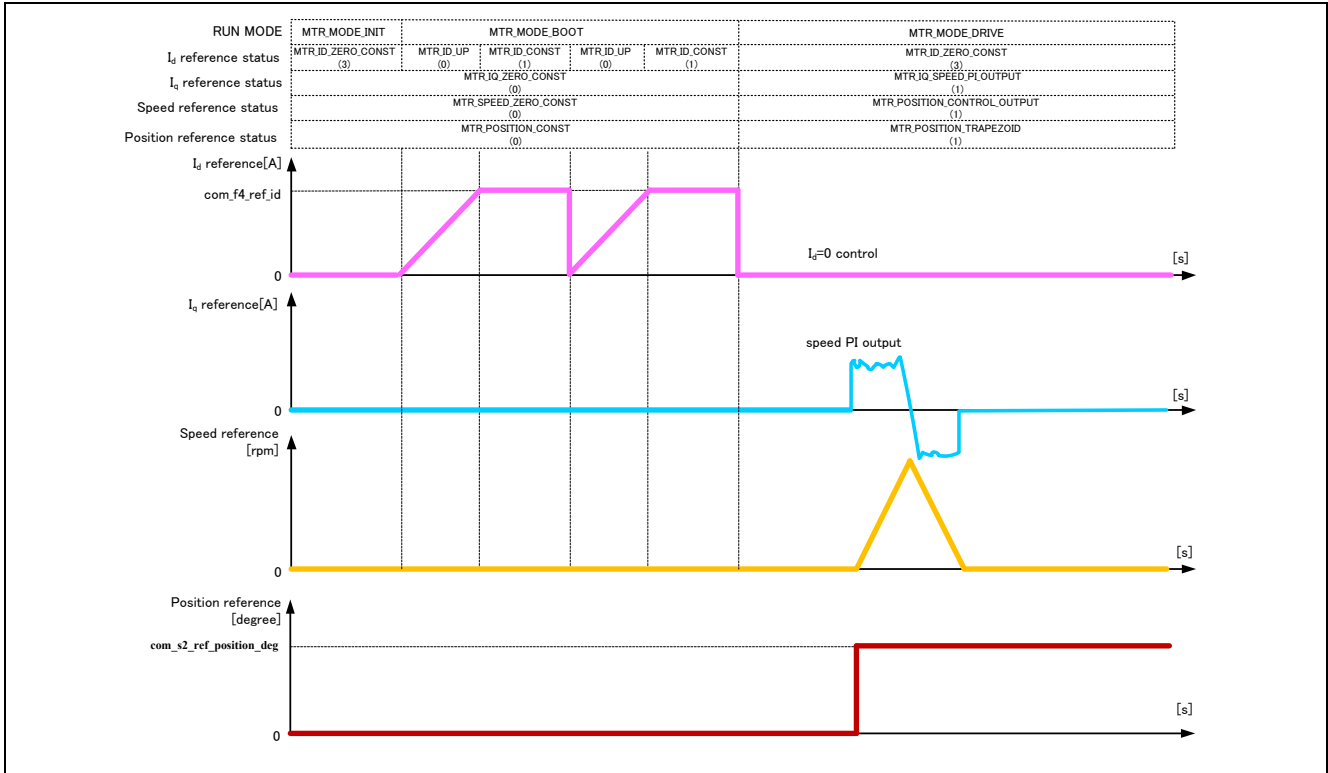 RUN MODE MTR_MODE_INIT MTR_MODE_BOOT MTR_MODE_DRIVE
Id reference status MTR_ID_ZERO_CONST MTR_ID_UP MTR_ID_CONST MTR_ID_UP MTR_ID_CONST MTR_ID_ZERO_CONST
(3) (0) (1) (0) (1) (3)
Iq reference status MTR_IQ_ZERO_CONST MTR_IQ_SPEED_PI_OUTPUT
(0) (1)
Speed reference status MTR_SPEED_ZERO_CONST MTR_POSITION_CONTROL_OUTPUT
(0) (1)
Position reference status MTR_POSITION_CONST MTR_POSITION_TRAPEZOID
(0) (1)
Id reference[A]
com_f4_ref_id
Id=0 control
[s]
0
Iq reference[A]
speed PI output
[s]
0
Speed reference
[rpm]
[s]
0
Position reference
[degree]
com_s2_ref_position_deg
[s]
0